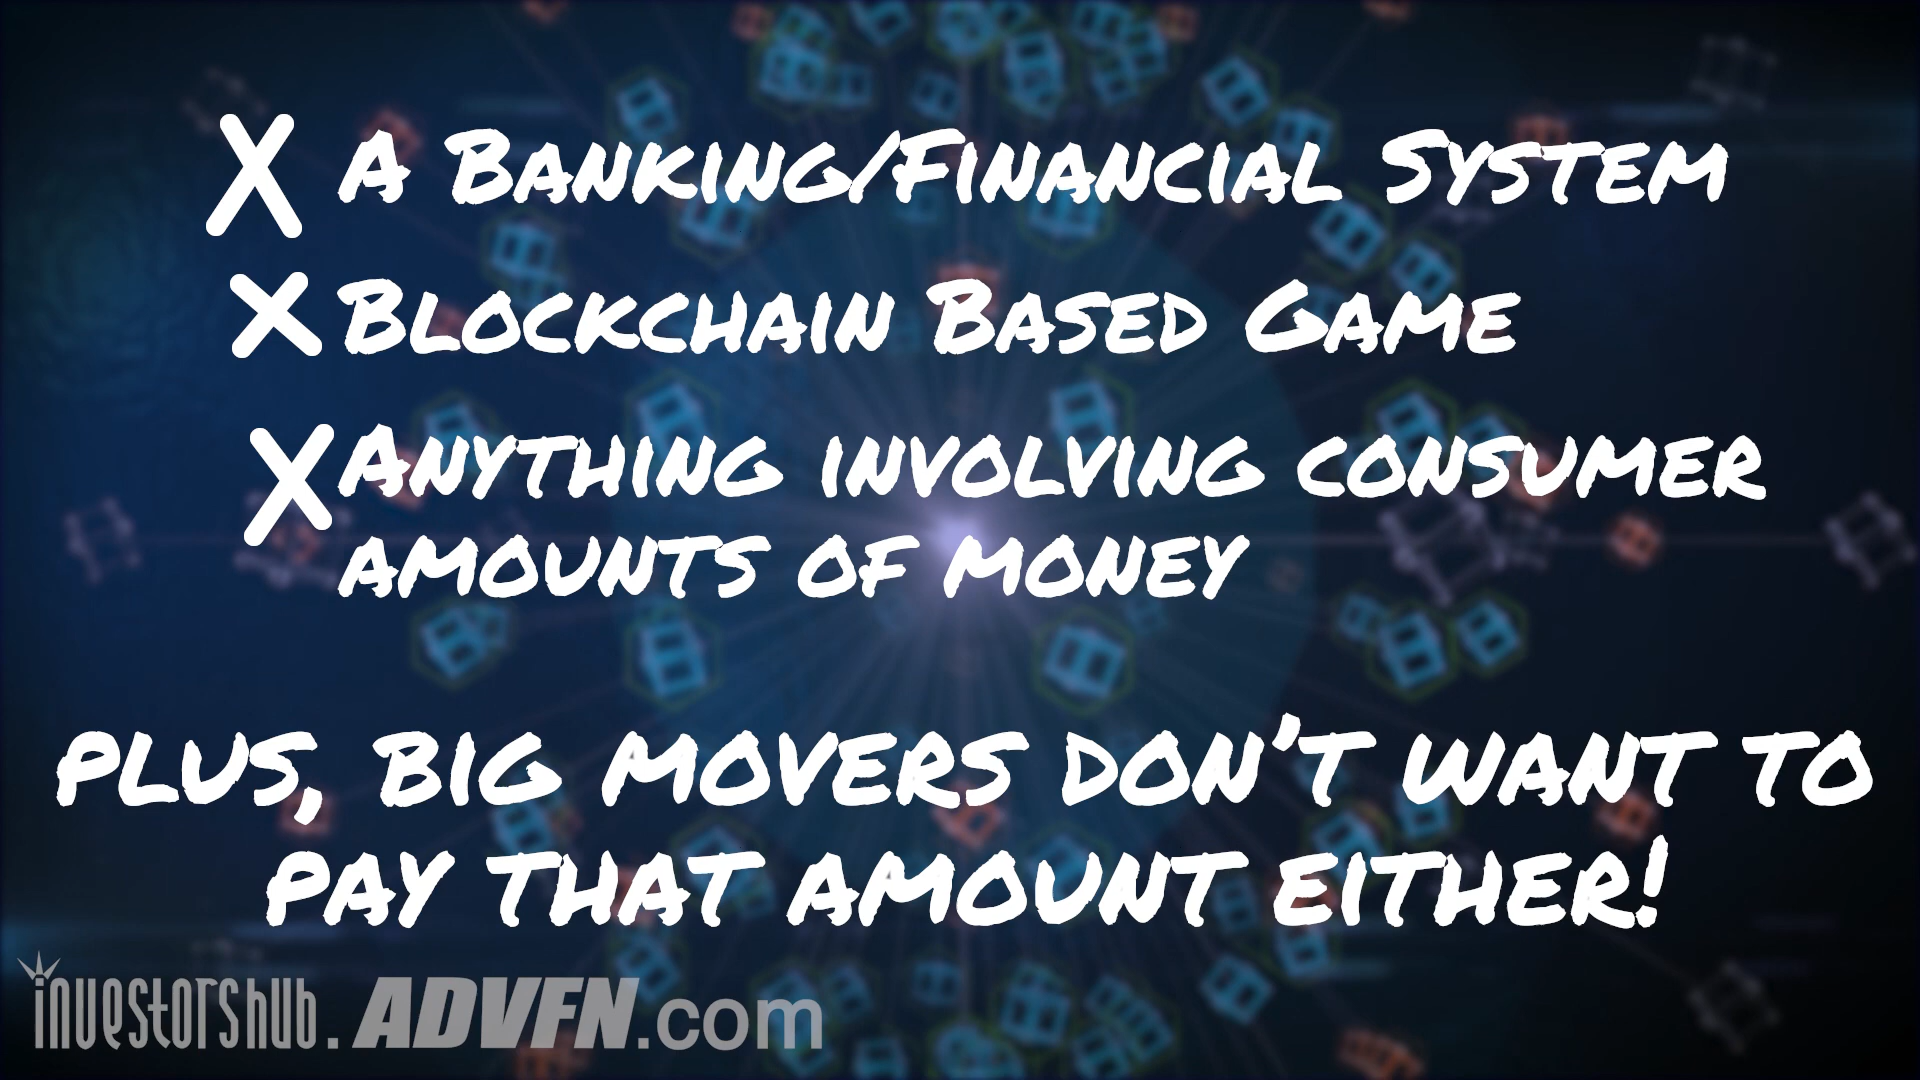 X A Banking/Financial System
X Blockchain Based Game
X Anything involving consumer
amounts of money
plus, big movers don't want to
pay that amount either!
investorshub.ADVFN.com